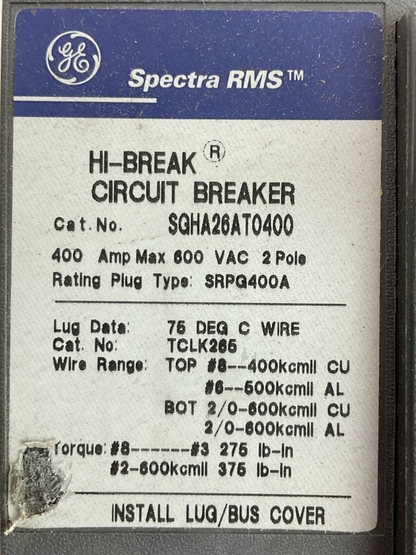 GE
Spectra RMS™
HI-BREAK ®
CIRCUIT BREAKER
Cat.No. SGHA26AT0400
400 Amp Max 600 VAC 2 Pole
Rating Plug Type: SRPG400A
Lug Data: 75 DEG C WIRE
Cat. No: TCLK265
Wire Range: TOP #8--400kcmil CU
#6--500kcmil AL
BOT 2/0-600kcmil CU
2/0-600kcmil AL
Torque:#8------#3 275 lb-in
#2-600kcmil 375 lb-in
INSTALL LUG/BUS COVER